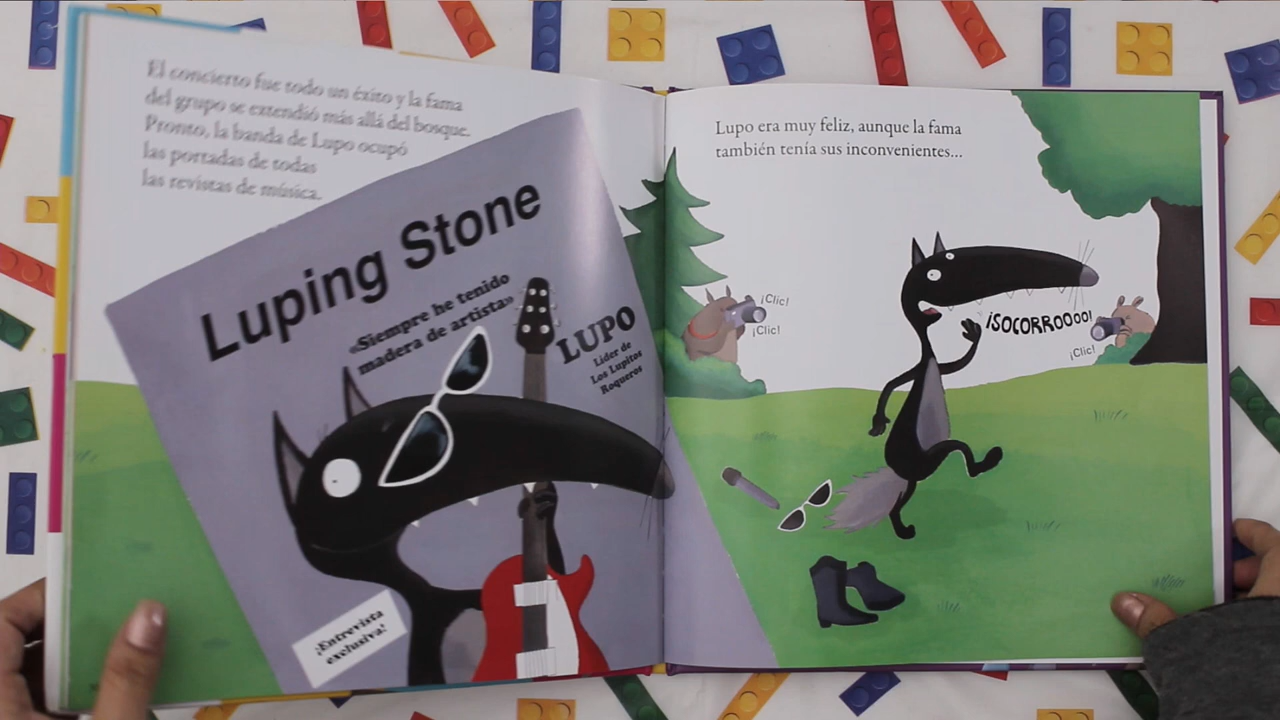 El concierto fue todo un éxito y la fama
del grupo se extendió más allá del bosque.
Pronto, la banda de Lupo ocupó
las portadas de todas
las revistas de música.
Luping Stone
«Siempre he tenido
madera de artista»
LUPO
Líder de
Los Lupitos
Roqueros
¡Entrevista
exclusiva!
Lupo era muy feliz, aunque la fama
también tenía sus inconvenientes...
¡Clic!
¡Clic!
¡SOCORROOOO!
¡Clic!